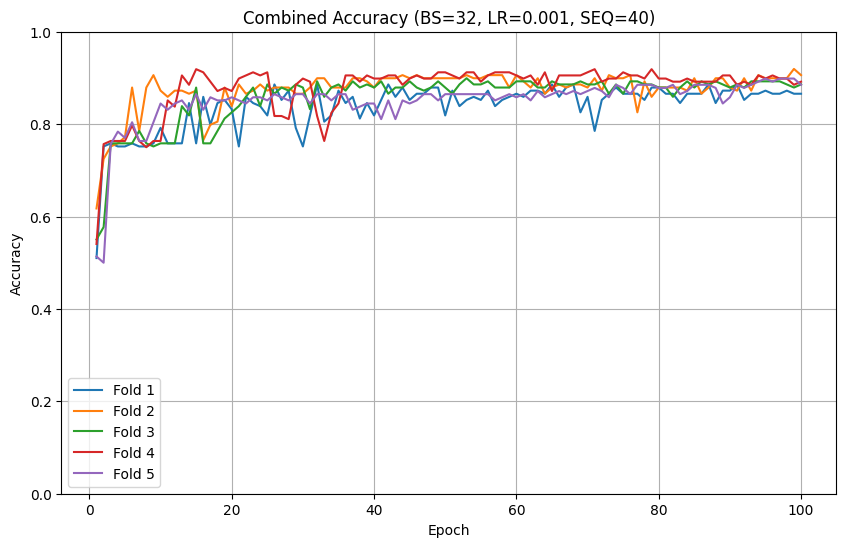 Combined Accuracy (BS=32, LR=0.001, SEQ=40)
1.0
0.8
0.6
0.4
0.2
0.0
Accuracy
Fold 1
Fold 2
Fold 3
Fold 4
Fold 5
0 20 40 60 80 100
Epoch